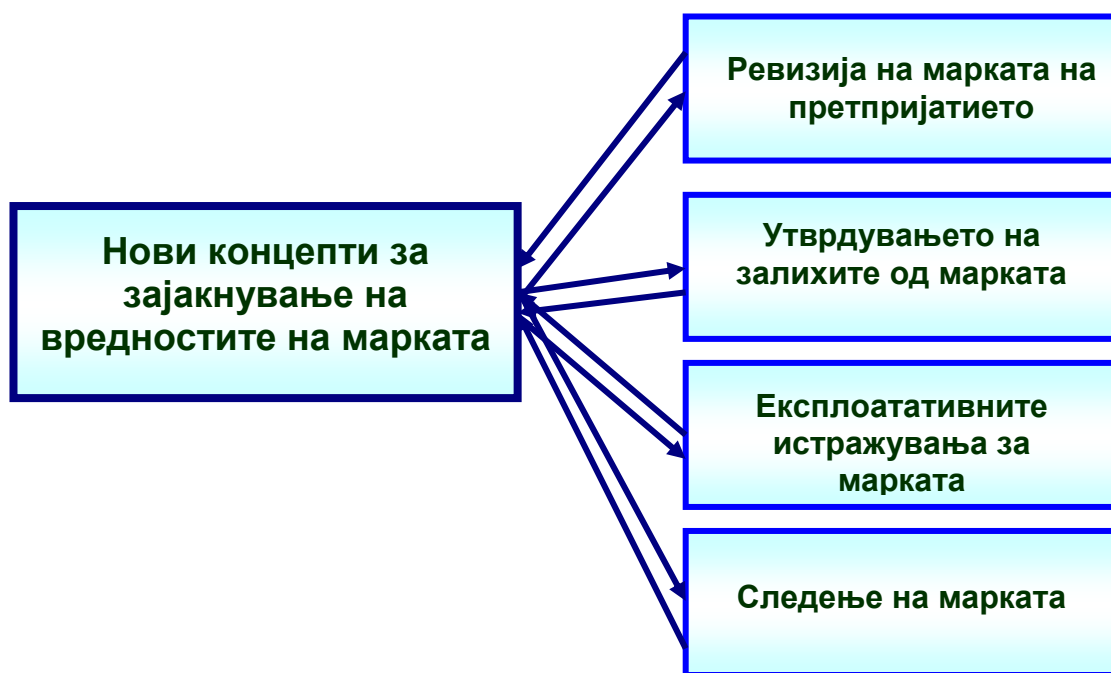 Нови концепти за
зајакнување на
вредностите на марката
Ревизија на марката на
претпријатието
Утврдувањето на
залихите од марката
Експлоатативните
истражувања за
марката
Следење на марката